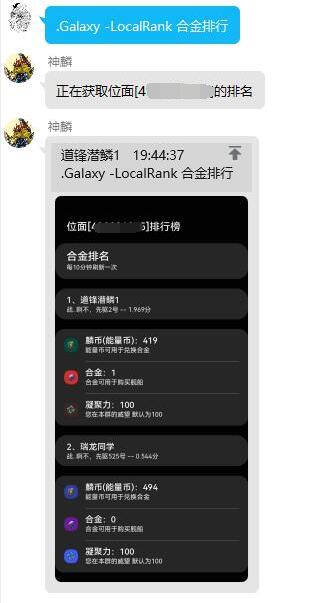 .Galaxy -LocalRank 合金排行
神麟
正在获取位面[4 ]的排名
神麟
道锋潜鳞1 19:44:37
.Galaxy -LocalRank 合金排行
位面[4 5]排行榜
合金排名
每10分钟刷新一次
1、道锋潜鳞1
战.啊不，先驱2号 -- 1.969分
麟币(能量币)：419
能量币可用于兑换合金
合金：1
合金可用于购买舰船
凝聚力：100
您在本群的威望 默认为100
2、瑞龙同学
战.啊不，先驱525号 -- 0.544分
麟币(能量币)：494
能量币可用于兑换合金
合金：0
合金可用于购买舰船
凝聚力：100
您在本群的威望 默认为100